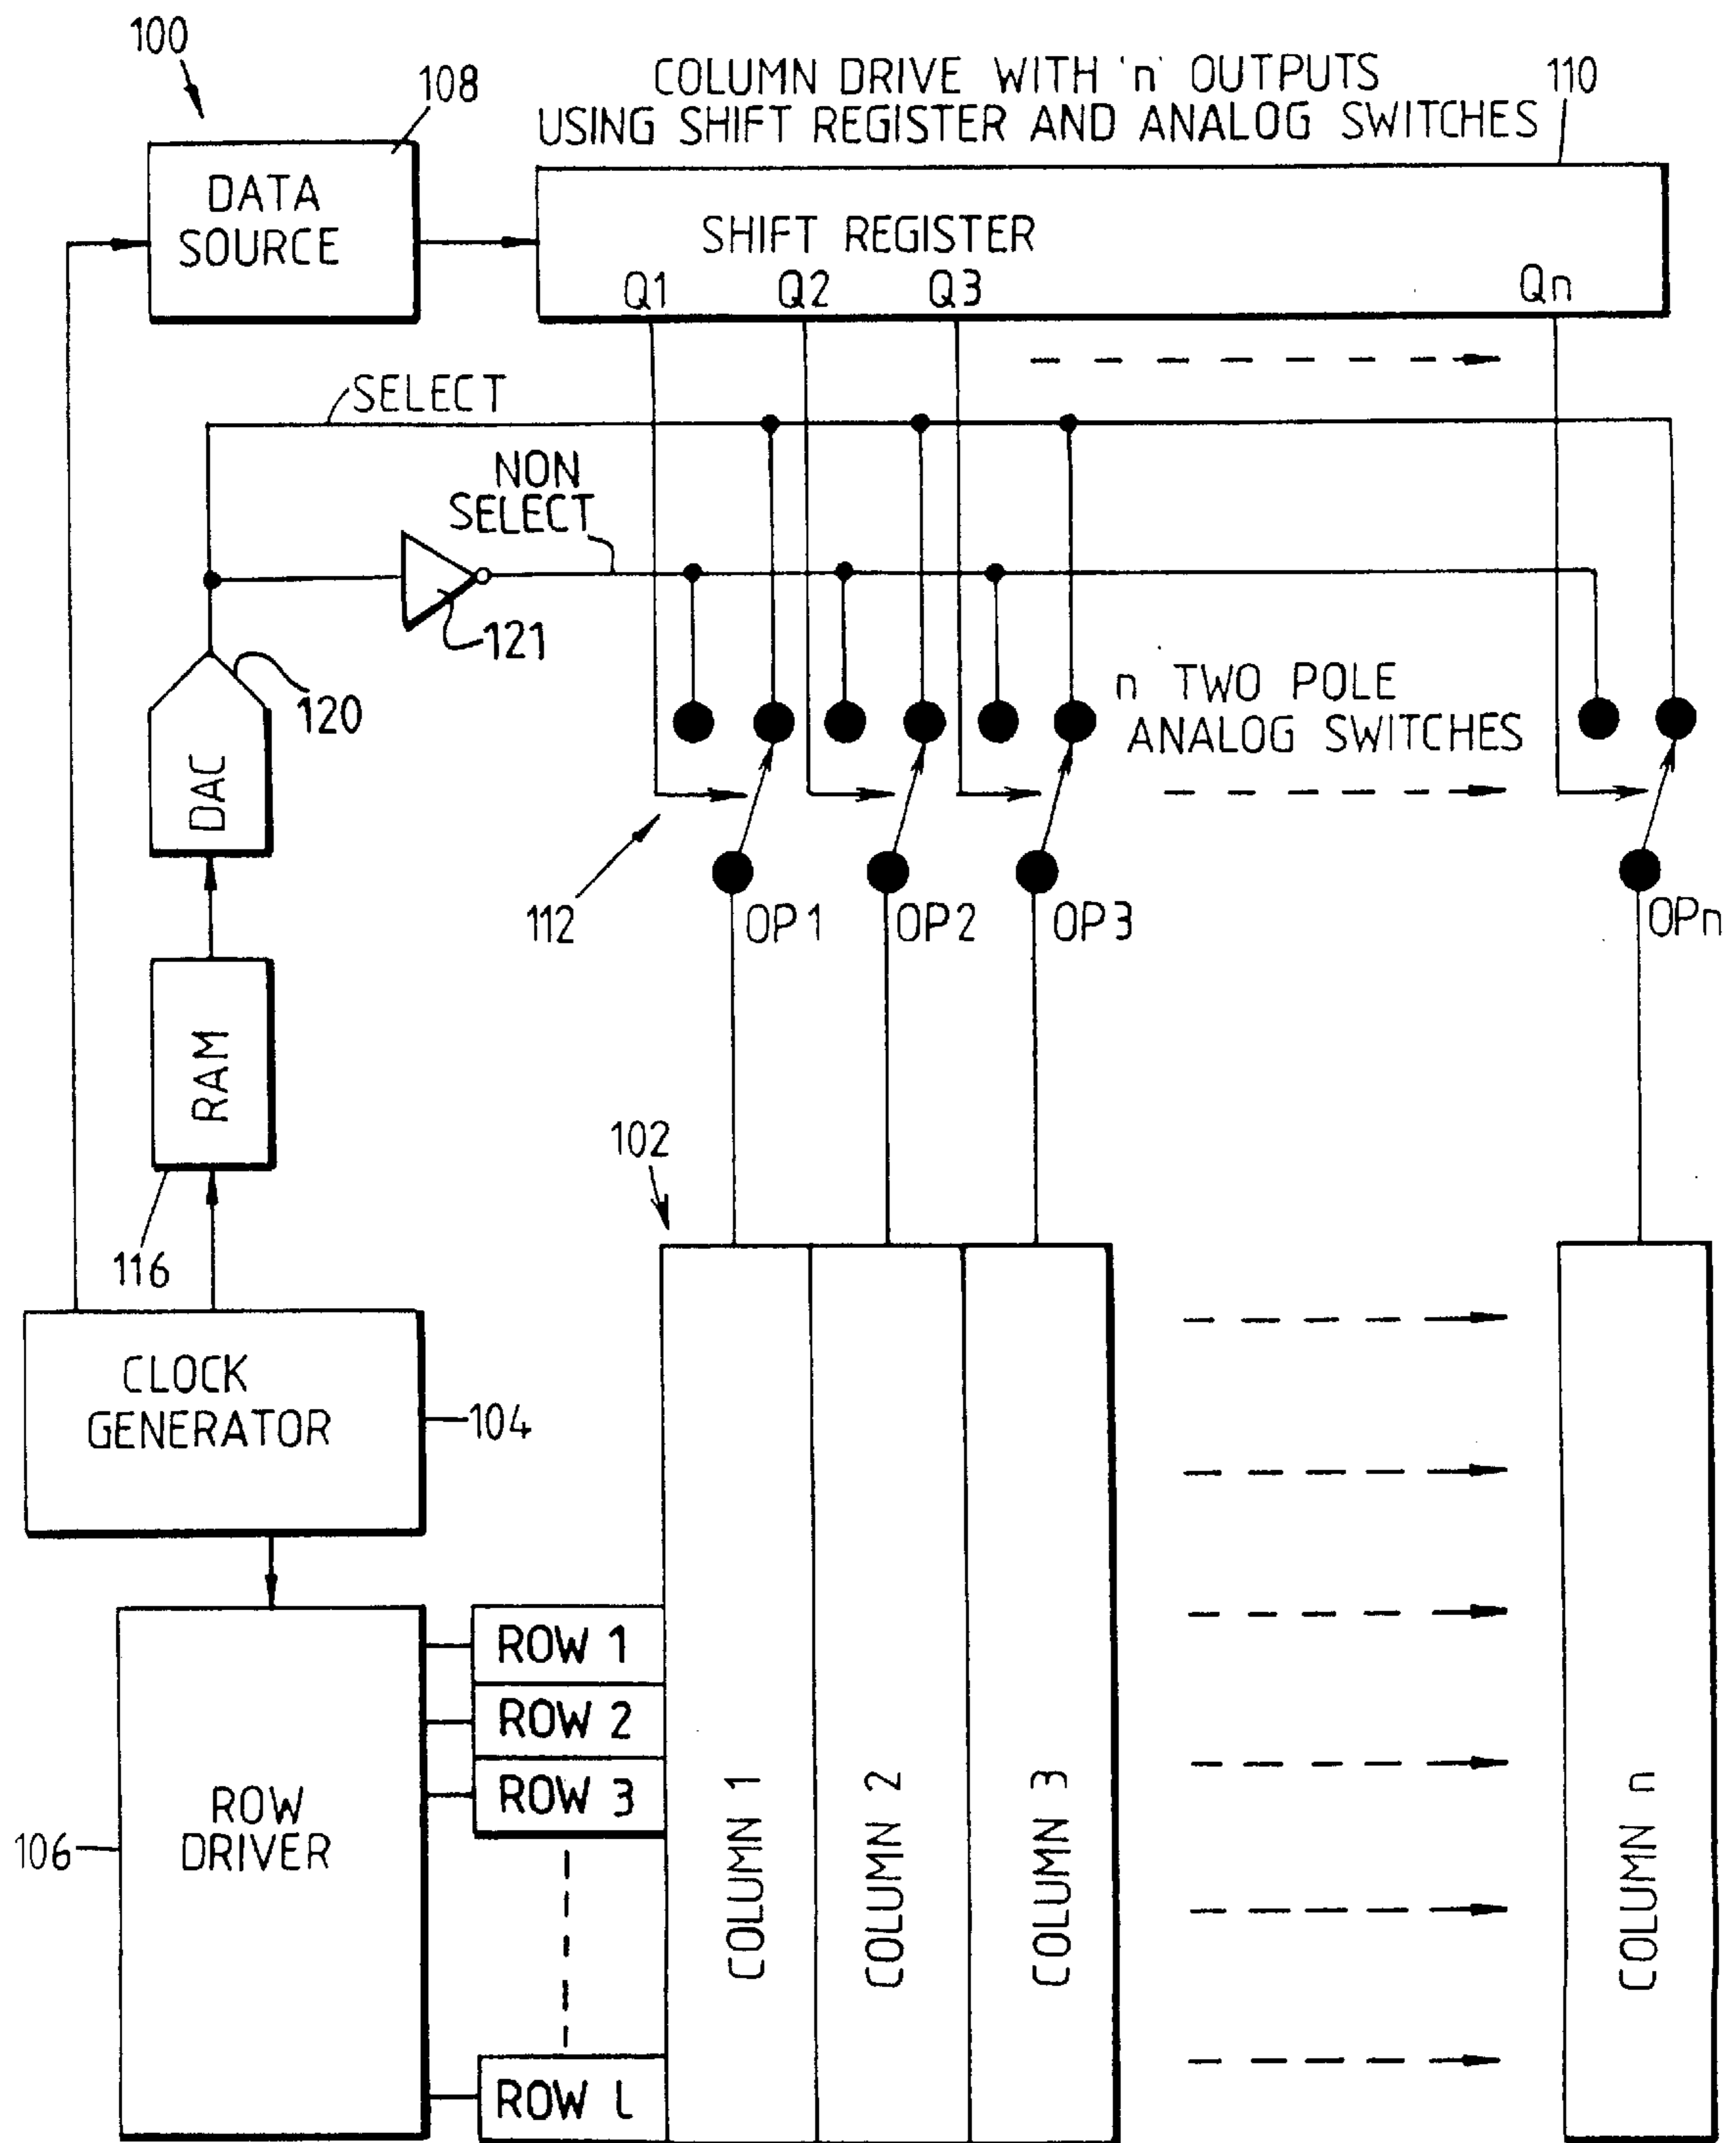 100
108
COLUMN DRIVE WITH 'n' OUTPUTS
USING SHIFT REGISTER AND ANALOG SWITCHES
110
DATA
SOURCE
SHIFT REGISTER
Q1
Q2
Q3
Qn
SELECT
NON
SELECT
121
120
n TWO POLE
ANALOG SWITCHES
DAC
112
OP1
OP2
OP3
OPn
RAM
102
116
CLOCK
GENERATOR
104
ROW 1
ROW 2
ROW 3
ROW
DRIVER
106
COLUMN 1
COLUMN 2
COLUMN 3
COLUMN n
ROW L